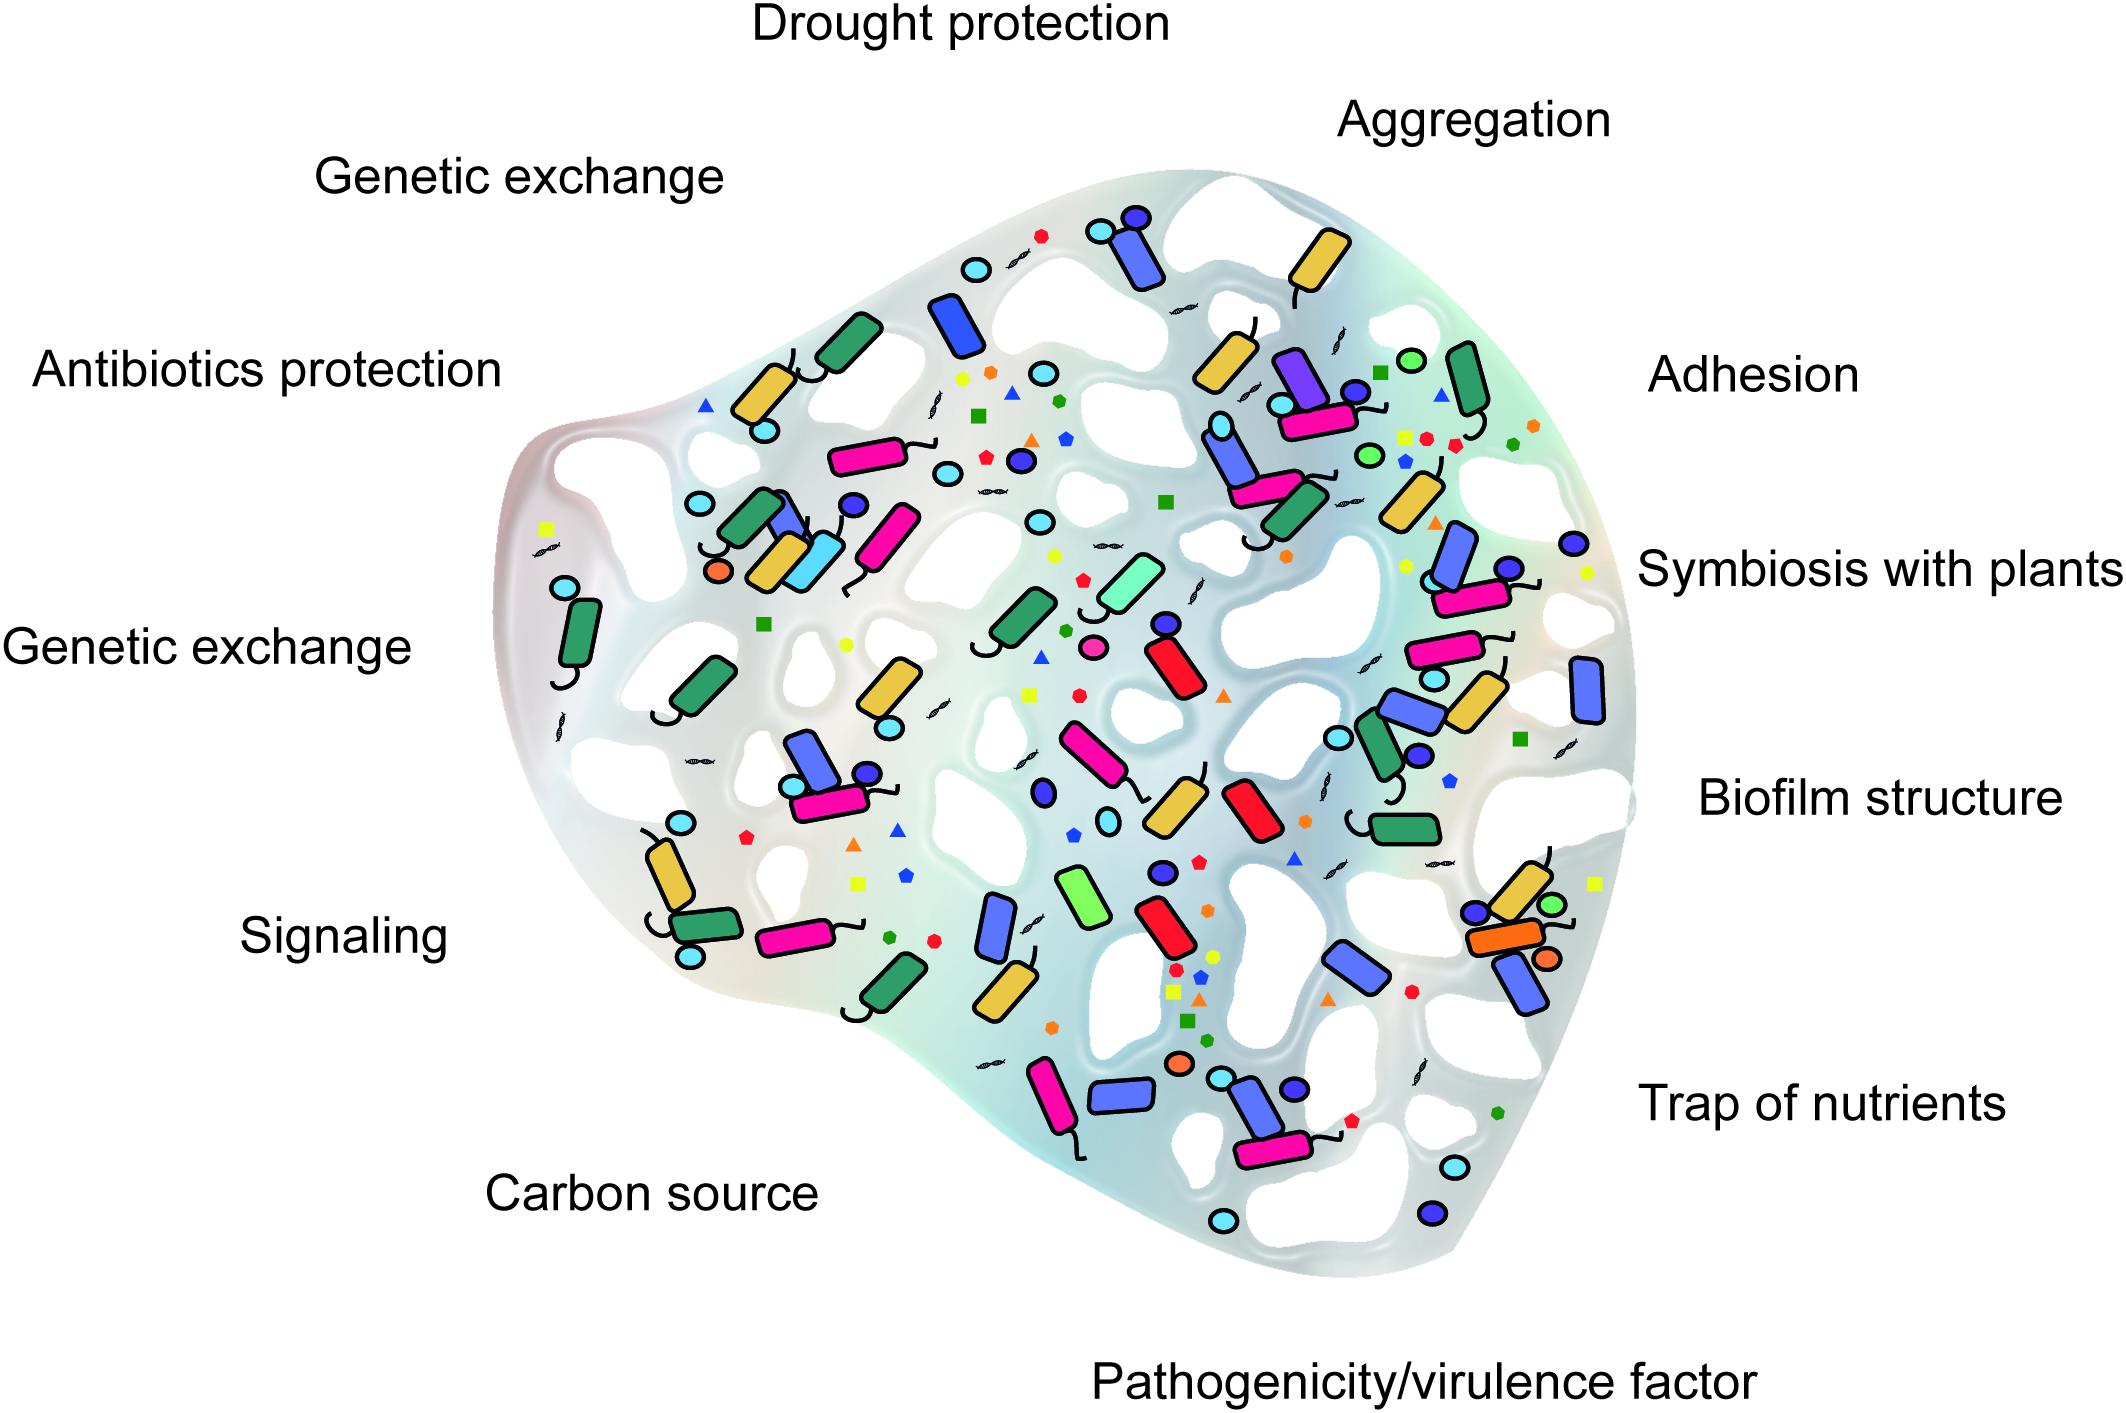 Drought protection
Aggregation
Genetic exchange
Antibiotics protection
Adhesion
Symbiosis with plants
Genetic exchange
Biofilm structure
Signaling
Trap of nutrients
Carbon source
Pathogenicity/virulence factor